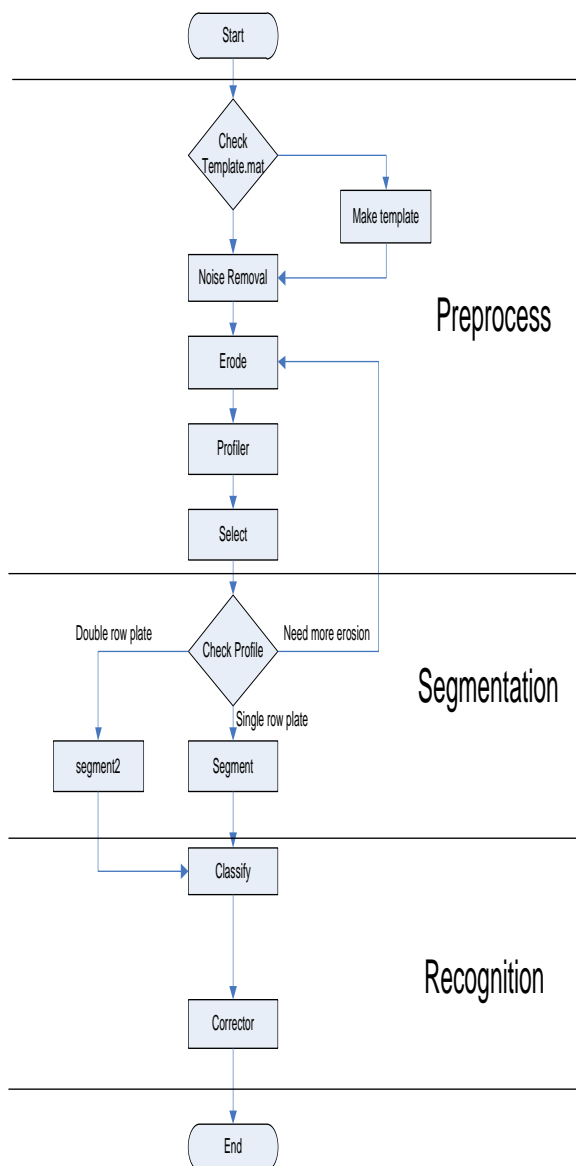 Start
Check
Template.mat
Make template
Noise Removal
Preprocess
Erode
Profiler
Select
Double row plate
Need more erosion
Check Profile
Segmentation
Single row plate
segment2
Segment
Classify
Recognition
Corrector
End